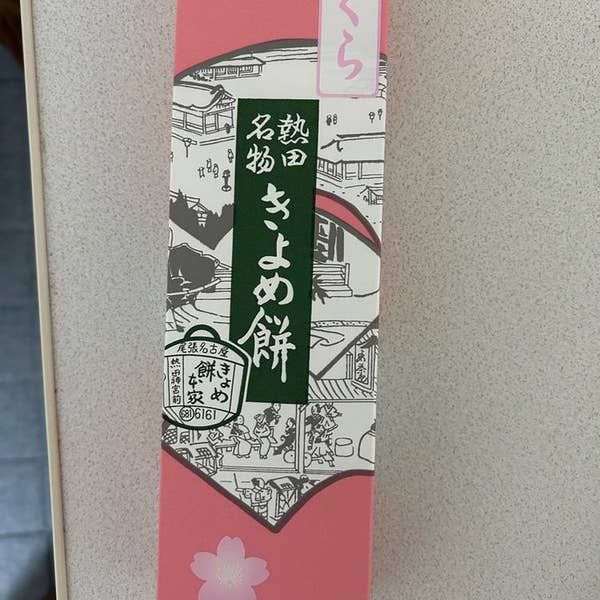 くら
熱田
名物
きよめ餅
尾張名古屋
きよめ
餅本家
熱田神宮前
681
6161